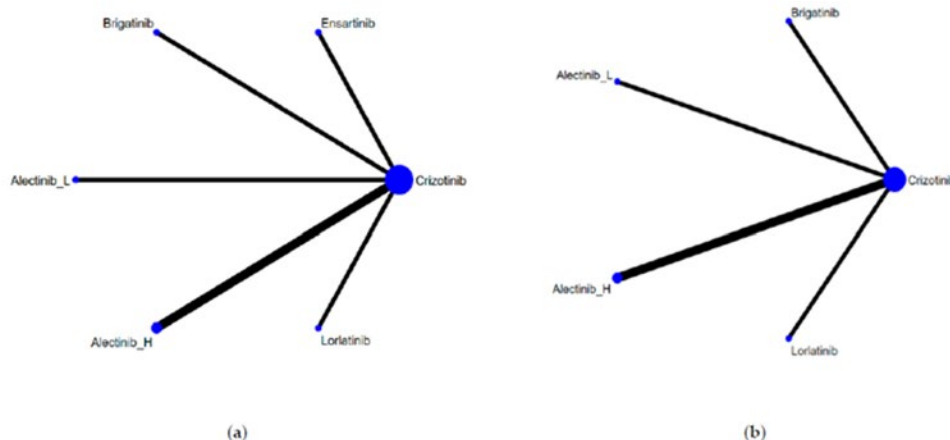 Brigatinib
Ensartinib
Alectinib_L
Crizotinib
Alectinib_H
Lorlatinib
(a)
Brigatinib
Alectinib_L
Crizotini
Alectinib_H
Lorlatinib
(b)